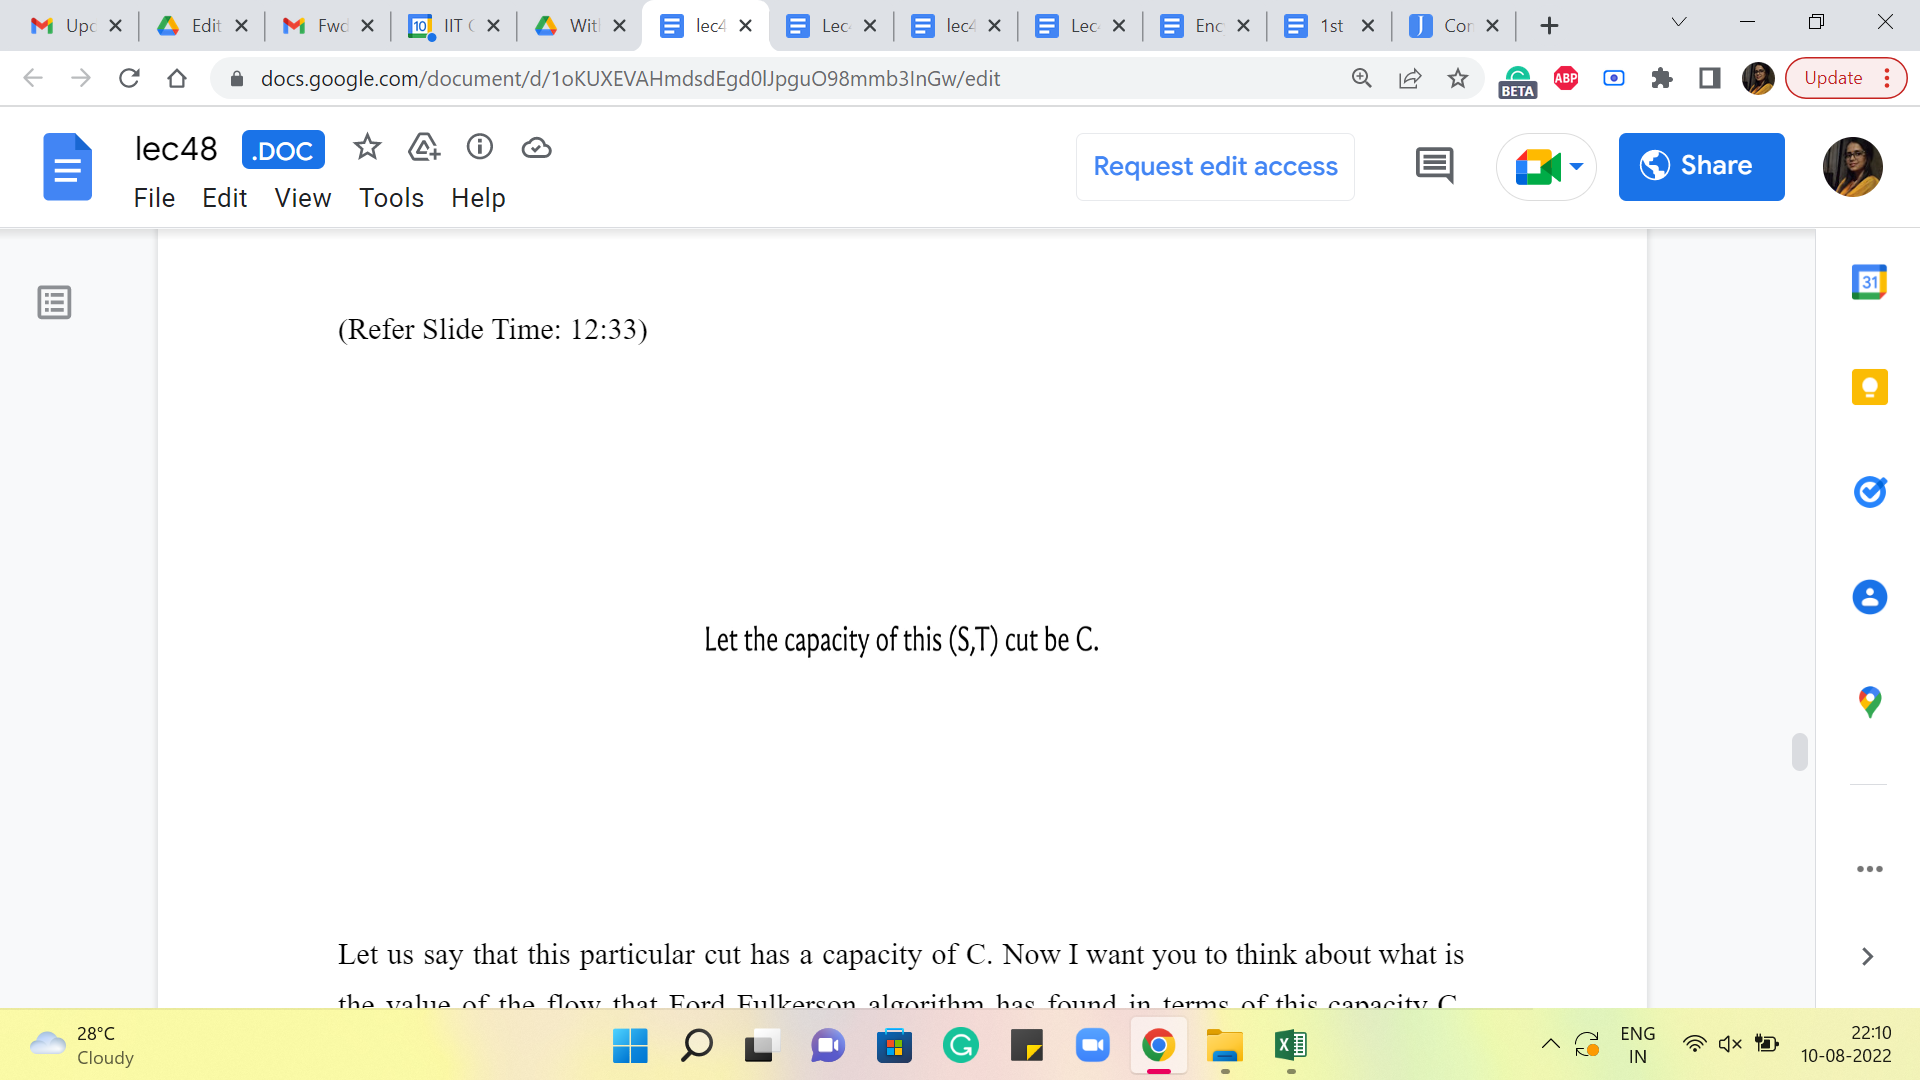 Upc
Edit
Fwd
10
IIT
Wit
lec4
Lec
lec4
Lec
Enc
1st
Con
docs.google.com/document/d/1oKUXEVAHmdsdEgd0lJpguO98mmb3InGw/edit
BETA
ABP
Update
lec48
.DOC
Request edit access
Share
File Edit View Tools Help
31
(Refer Slide Time: 12:33)
Let the capacity of this (S,T) cut be C.
Let us say that this particular cut has a capacity of C. Now I want you to think about what is
the value of the flow that Ford Fulkerson algorithm has found in terms of this capacity C.
28°C
Cloudy
ENG
IN
22:10
10-08-2022